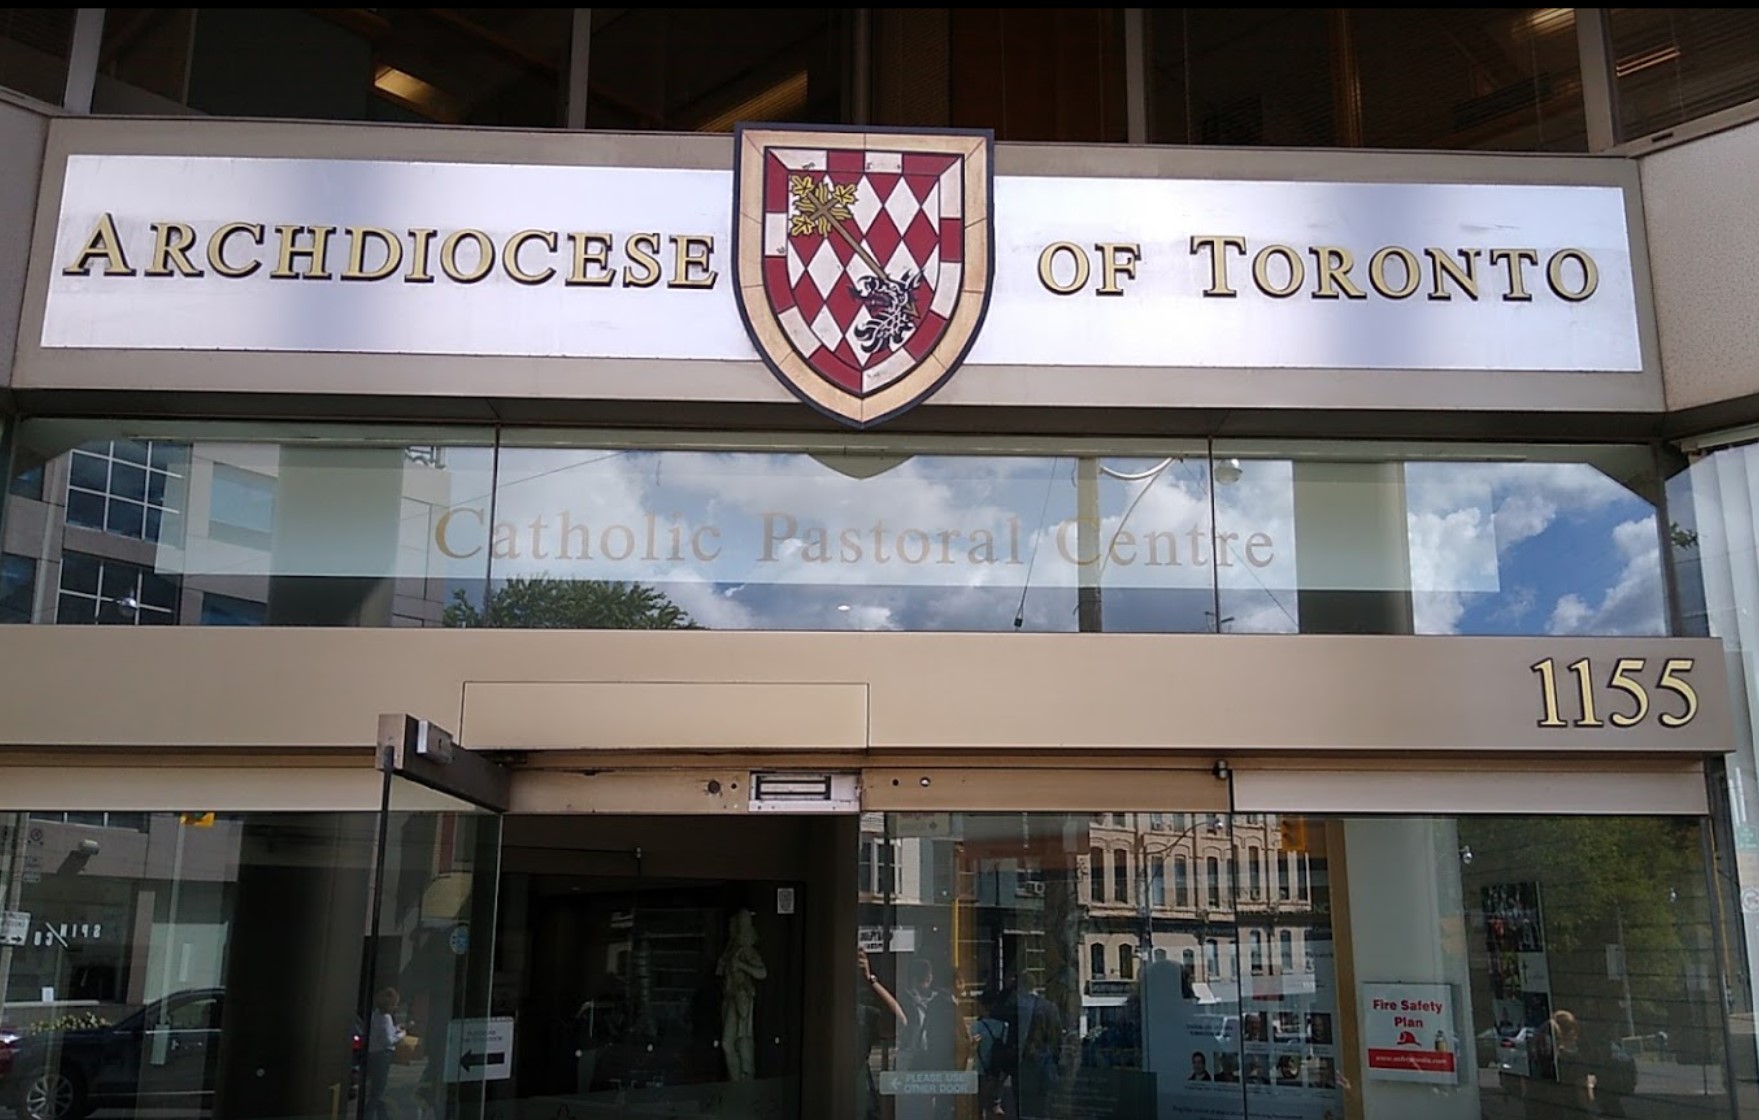 ARCHDIOCESE OF TORONTO
Catholic Pastoral Centre
1155
Fire Safety
Plan
PLEASE USE
OTHER DOOR